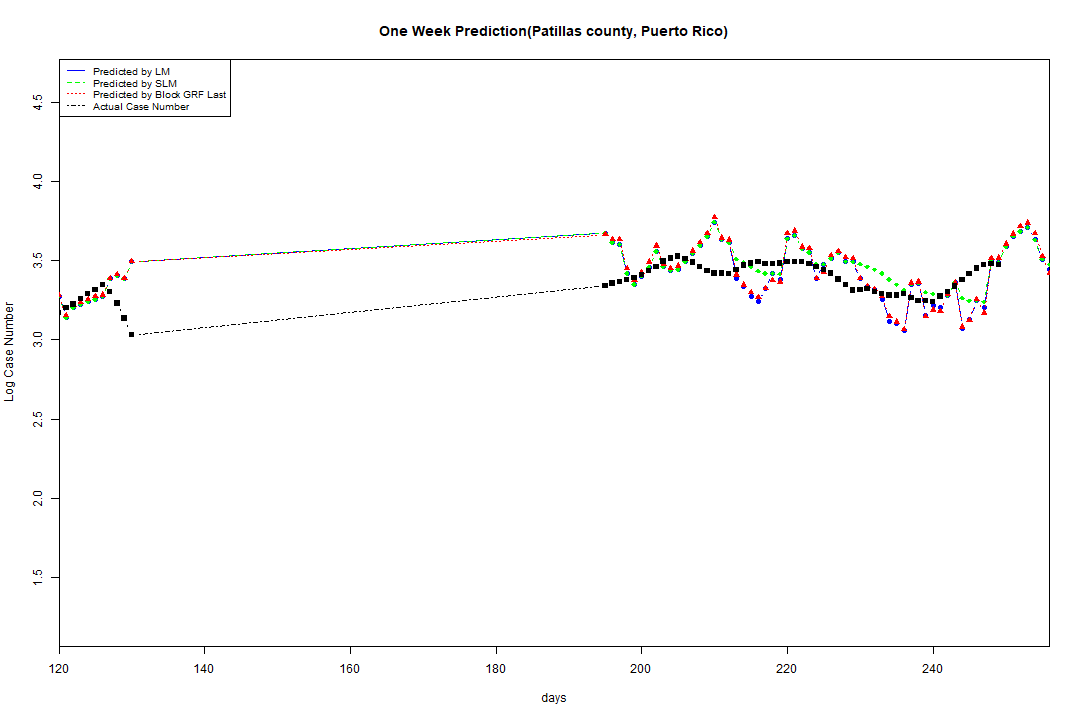 One Week Prediction(Patillas county, Puerto Rico)
Predicted by LM
Predicted by SLM
Predicted by Block GRF Last
Actual Case Number
4.5
4.0
3.5
3.0
2.5
2.0
1.5
Log Case Number
120 140 160 180 200 220 240
days